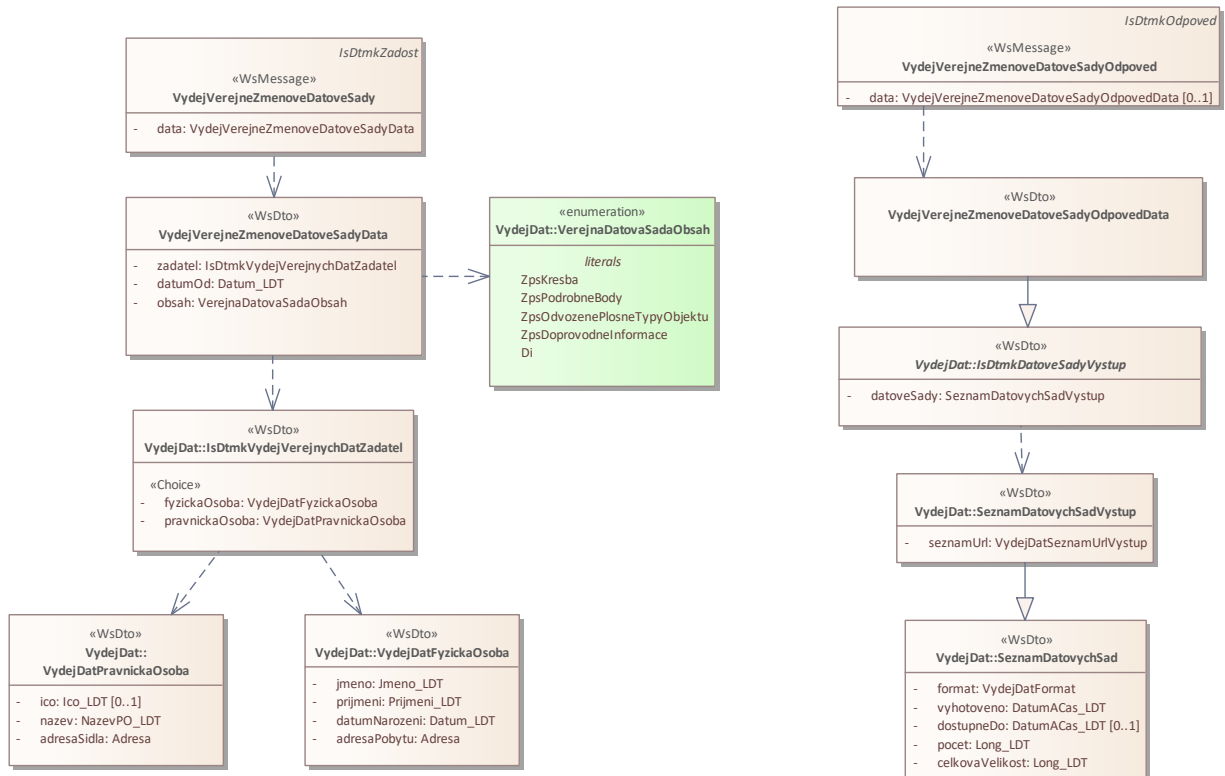 IsDtmkZadost
«WsMessage»
VydejVerejneZmenoveDatoveSady
- data: VydejVerejneZmenoveDatoveSadyData
«WsDto»
VydejVerejneZmenoveDatoveSadyData
- zadatel: IsDtmkVydejVerejnychDatZadatel
- datumOd: Datum_LDT
- obsah: VerejnaDatovaSadaObsah
«enumeration»
VydejDat::VerejnaDatovaSadaObsah
literals
ZpsKresba
ZpsPodrobneBody
ZpsOdvozenePlosneTypyObjektu
ZpsDoprovodneInformace
Di
«WsDto»
VydejDat::IsDtmkVydejVerejnychDatZadatel
«Choice»
- fyzickaOsoba: VydejDatFyzickaOsoba
- pravnickaOsoba: VydejDatPravnickaOsoba
«WsDto»
VydejDat::
VydejDatPravnickaOsoba
- ico: Ico_LDT [0..1]
- nazev: NazevPO_LDT
- adresaSidla: Adresa
«WsDto»
VydejDat::VydejDatFyzickaOsoba
- jmeno: Jmeno_LDT
- prijmeni: Prijmeni_LDT
- datumNarozeni: Datum_LDT
- adresaPobytu: Adresa
IsDtmkOdpoved
«WsMessage»
VydejVerejneZmenoveDatoveSadyOdpoved
- data: VydejVerejneZmenoveDatoveSadyOdpovedData [0..1]
«WsDto»
VydejVerejneZmenoveDatoveSadyOdpovedData
«WsDto»
VydejDat::IsDtmkDatoveSadyVystup
- datoveSady: SeznamDatovychSadVystup
«WsDto»
VydejDat::SeznamDatovychSadVystup
- seznamUrl: VydejDatSeznamUrlVystup
«WsDto»
VydejDat::SeznamDatovychSad
- format: VydejDatFormat
- vyhotoveno: DatumACas_LDT
- dostupneDo: DatumACas_LDT [0..1]
- pocet: Long_LDT
- celkovaVelikost: Long_LDT